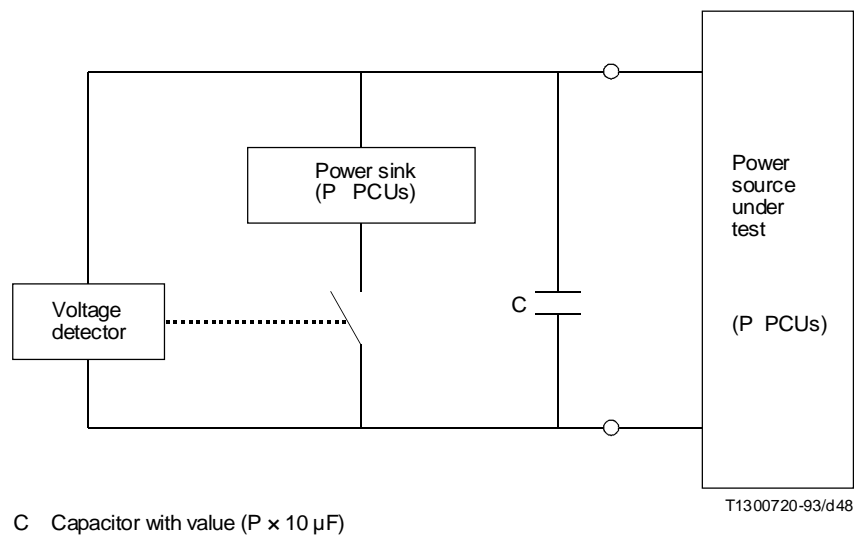 Power sink
(P PCUs)
Power
source
under
test
Voltage
detector
C
(P PCUs)
T1300720-93/d48
C Capacitor with value (P × 10 µF)